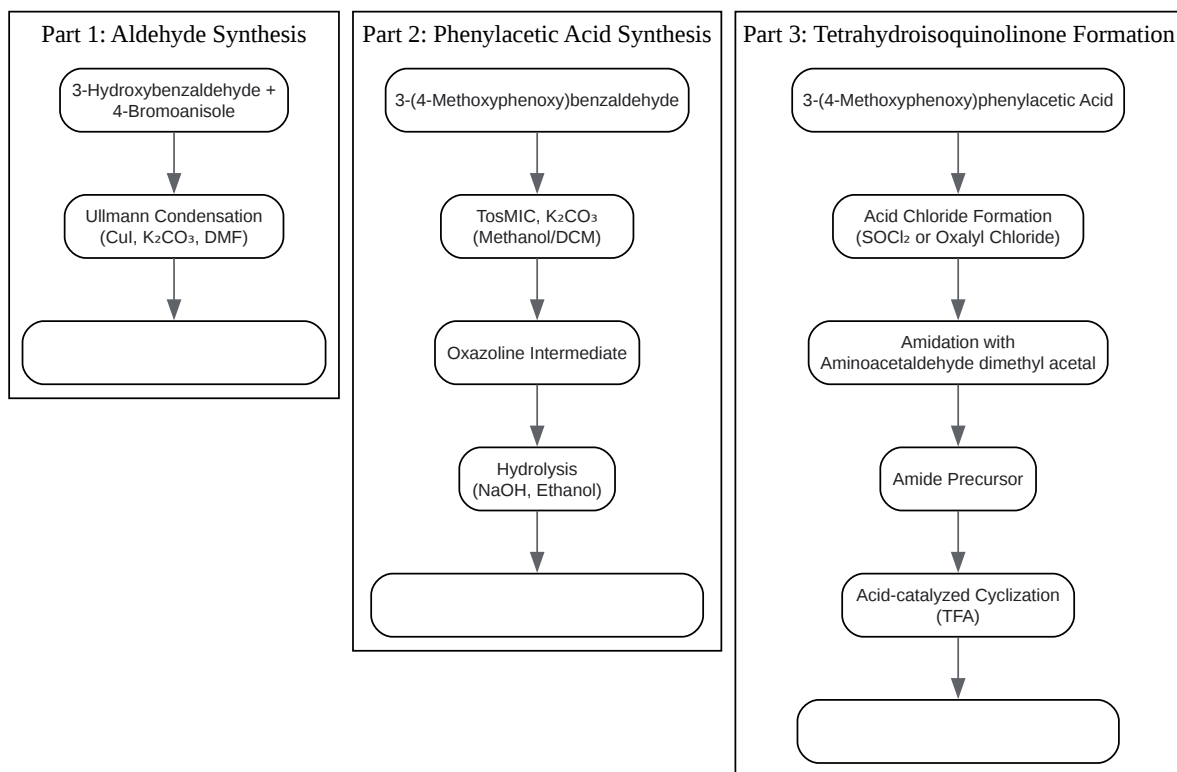 Part 1: Aldehyde Synthesis
3-Hydroxybenzaldehyde +
4-Bromoanisole
Ullmann Condensation
(CuI, K₂CO₃, DMF)
Part 2: Phenylacetic Acid Synthesis
3-(4-Methoxyphenoxy)benzaldehyde
TosMIC, K₂CO₃
(Methanol/DCM)
Oxazoline Intermediate
Hydrolysis
(NaOH, Ethanol)
Part 3: Tetrahydroisoquinolinone Formation
3-(4-Methoxyphenoxy)phenylacetic Acid
Acid Chloride Formation
(SOCl₂ or Oxalyl Chloride)
Amidation with
Aminoacetaldehyde dimethyl acetal
Amide Precursor
Acid-catalyzed Cyclization
(TFA)